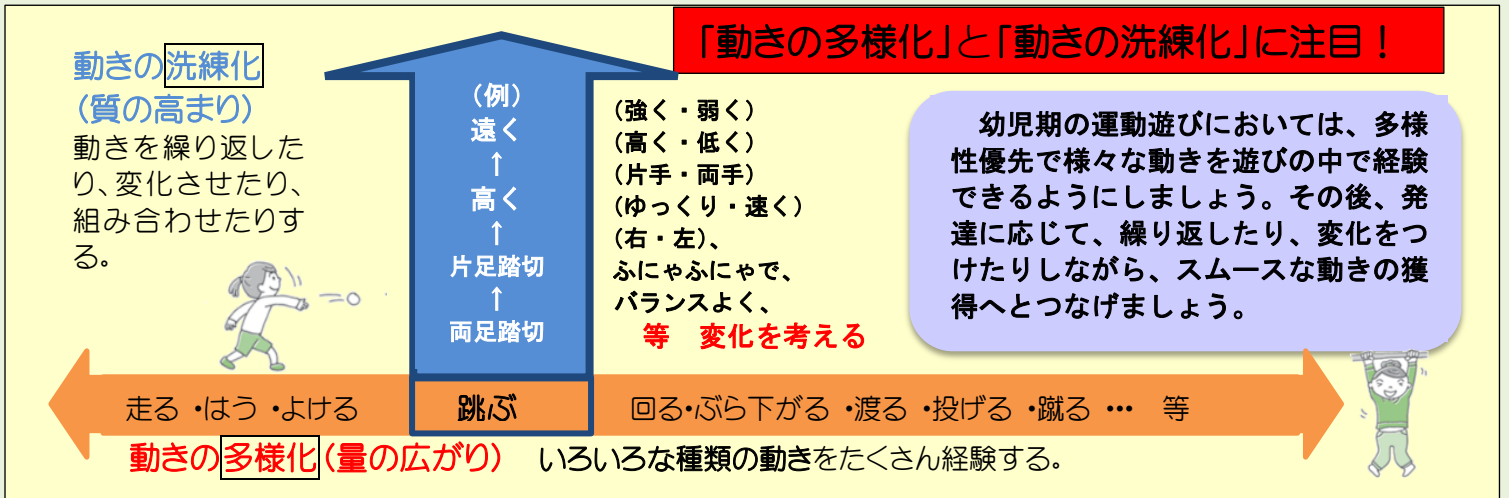 「動きの多様化」と「動きの洗練化」に注目！
動きの洗練化
（質の高まり）
動きを繰り返した
り、変化させたり、
組み合わせたりす
る。
（例）
遠く
↑
高く
↑
片足踏切
↑
両足踏切
（強く・弱く）
（高く・低く）
（片手・両手）
（ゆっくり・速く）
（右・左）、
ふにゃふにゃで、
バランスよく、
等　変化を考える
幼児期の運動遊びにおいては、多様
性優先で様々な動きを遊びの中で経験
できるようにしましょう。その後、発
達に応じて、繰り返したり、変化をつ
けたりしながら、スムースな動きの獲
得へとつなげましょう。
走る ・はう ・よける　跳ぶ　回る・ぶら下がる ・渡る ・投げる ・蹴る ・・・　等
動きの多様化（量の広がり）　いろいろな種類の動きをたくさん経験する。